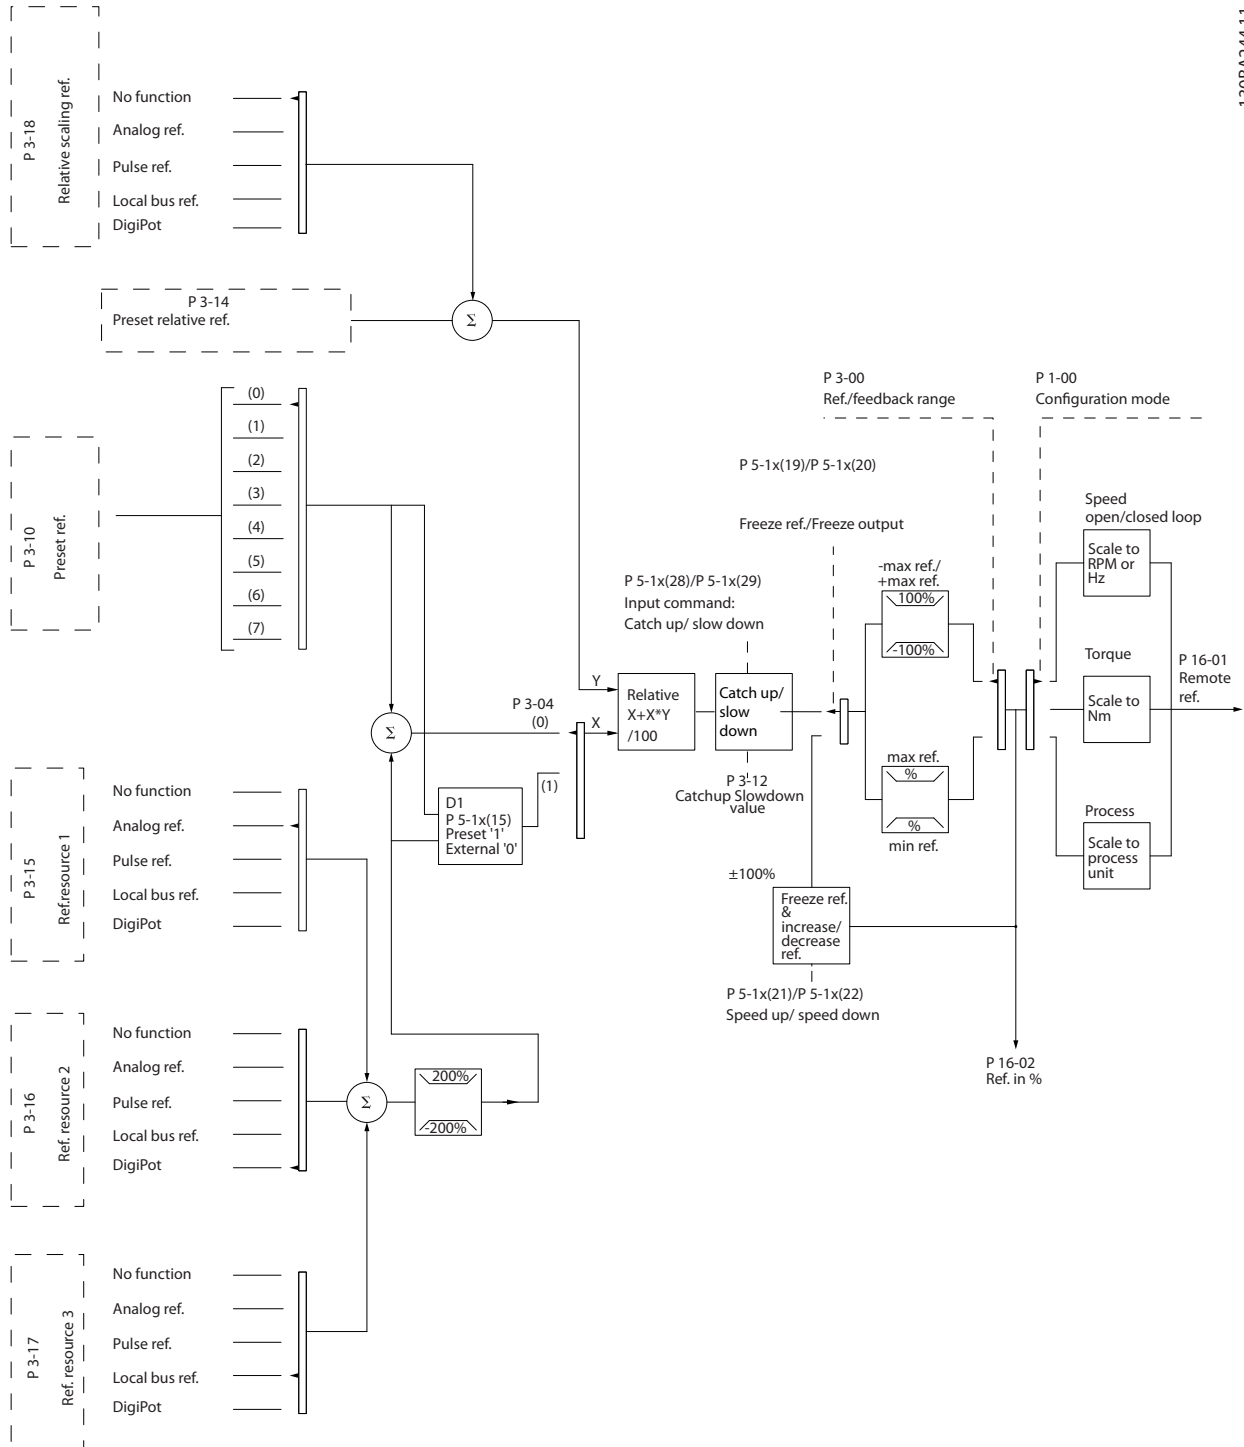 130BA244.11
P 3-18
Relative scaling ref.
No function
Analog ref.
Pulse ref.
Local bus ref.
DigiPot
P 3-14
Preset relative ref.
Σ
P 3-10
Preset ref.
(0)
(1)
(2)
(3)
(4)
(5)
(6)
(7)
Σ
P 3-04
(0)
(1)
D1
P 5-1x(15)
Preset '1'
External '0'
Y
X
Relative
X+X*Y
/100
P 5-1x(28)/P 5-1x(29)
Input command:
Catch up/ slow down
Catch up/
slow
down
P 3-12
Catchup Slowdown
value
P 5-1x(19)/P 5-1x(20)
Freeze ref./Freeze output
±100%
Freeze ref.
&
increase/
decrease
ref.
P 5-1x(21)/P 5-1x(22)
Speed up/ speed down
P 3-00
Ref./feedback range
-max ref./
+max ref.
100%
-100%
max ref.
%
%
min ref.
P 1-00
Configuration mode
Speed
open/closed loop
Scale to
RPM or
Hz
Torque
Scale to
Nm
Process
Scale to
process
unit
P 16-01
Remote
ref.
P 16-02
Ref. in %
P 3-15
Ref.resource 1
No function
Analog ref.
Pulse ref.
Local bus ref.
DigiPot
P 3-16
Ref. resource 2
No function
Analog ref.
Pulse ref.
Local bus ref.
DigiPot
Σ
200%
-200%
P 3-17
Ref. resource 3
No function
Analog ref.
Pulse ref.
Local bus ref.
DigiPot